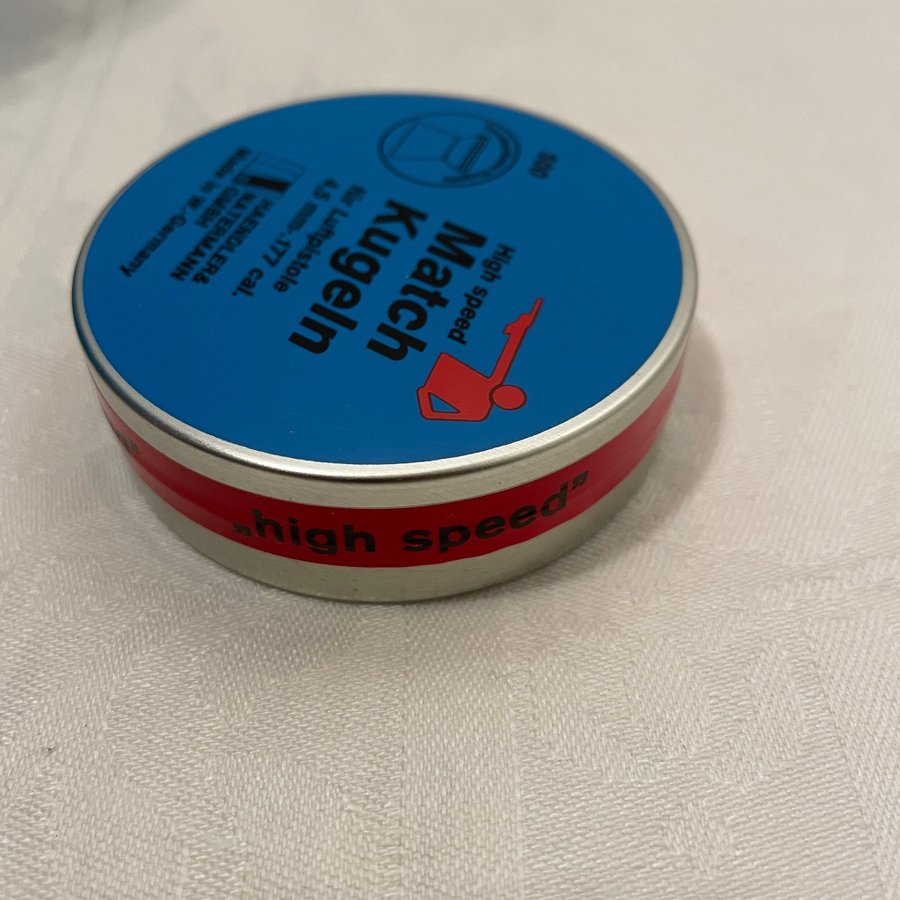 500
High speed
Match
Kugeln
für Luftpistole
4,5 mm-.177 cal.
HAENDLER&
NATERMANN
GMBH
Made in W.-Germany
„high speed”